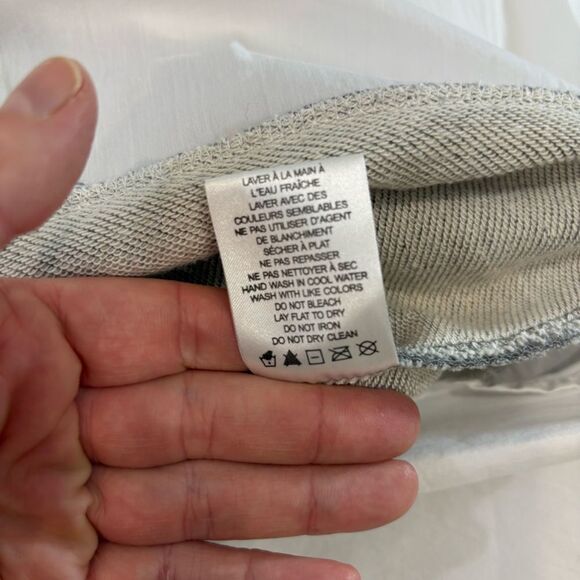 LAVER À LA MAIN À
L'EAU FRAÎCHE
LAVER AVEC DES
COULEURS SEMBLABLES
NE PAS UTILISER D'AGENT
DE BLANCHIMENT
SÉCHER À PLAT
NE PAS REPASSER
NE PAS NETTOYER À SEC
HAND WASH IN COOL WATER
WASH WITH LIKE COLORS
DO NOT BLEACH
LAY FLAT TO DRY
DO NOT IRON
DO NOT DRY CLEAN